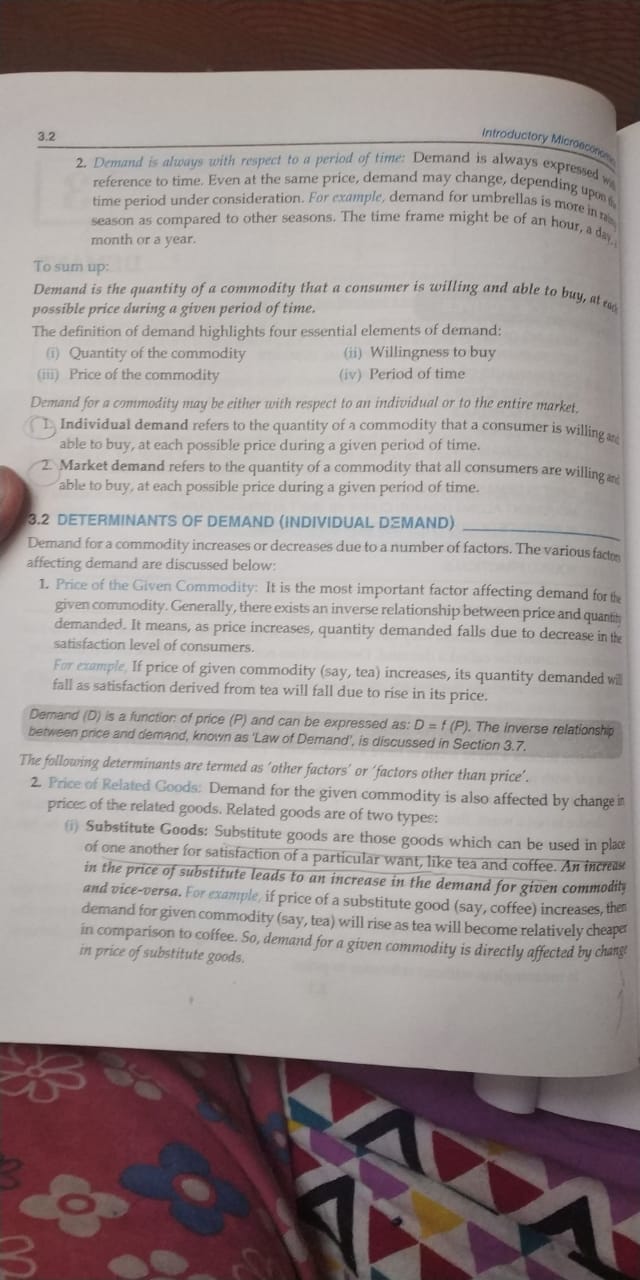 3.2
Introductory Microeconom
2. Demand is always with respect to a period of time: Demand is always expressed wi
reference to time. Even at the same price, demand may change, depending upon th
time period under consideration. For example, demand for umbrellas is more in rainy
season as compared to other seasons. The time frame might be of an hour, a day,
month or a year.
To sum up:
Demand is the quantity of a commodity that a consumer is willing and able to buy, at each
possible price during a given period of time.
The definition of demand highlights four essential elements of demand:
(i) Quantity of the commodity (ii) Willingness to buy
(iii) Price of the commodity (iv) Period of time
Demand for a commodity may be either with respect to an individual or to the entire market.
1. Individual demand refers to the quantity of a commodity that a consumer is willing and
able to buy, at each possible price during a given period of time.
2. Market demand refers to the quantity of a commodity that all consumers are willing and
able to buy, at each possible price during a given period of time.
3.2 DETERMINANTS OF DEMAND (INDIVIDUAL DEMAND)
Demand for a commodity increases or decreases due to a number of factors. The various factors
affecting demand are discussed below:
1. Price of the Given Commodity: It is the most important factor affecting demand for the
given commodity. Generally, there exists an inverse relationship between price and quantity
demanded. It means, as price increases, quantity demanded falls due to decrease in the
satisfaction level of consumers.
For example, If price of given commodity (say, tea) increases, its quantity demanded will
fall as satisfaction derived from tea will fall due to rise in its price.
Demand (D) is a function of price (P) and can be expressed as: D = f (P). The inverse relationship
between price and demand, known as 'Law of Demand', is discussed in Section 3.7.
The following determinants are termed as 'other factors' or 'factors other than price'.
2. Price of Related Goods: Demand for the given commodity is also affected by change in
prices of the related goods. Related goods are of two types:
(i) Substitute Goods: Substitute goods are those goods which can be used in place
of one another for satisfaction of a particular want, like tea and coffee. An increase
in the price of substitute leads to an increase in the demand for given commodity
and vice-versa. For example, if price of a substitute good (say, coffee) increases, then
demand for given commodity (say, tea) will rise as tea will become relatively cheaper
in comparison to coffee. So, demand for a given commodity is directly affected by change
in price of substitute goods.